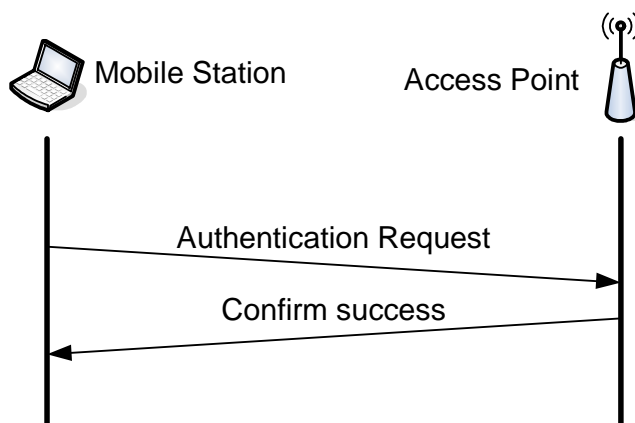 Mobile Station
Access Point
Authentication Request
Confirm success